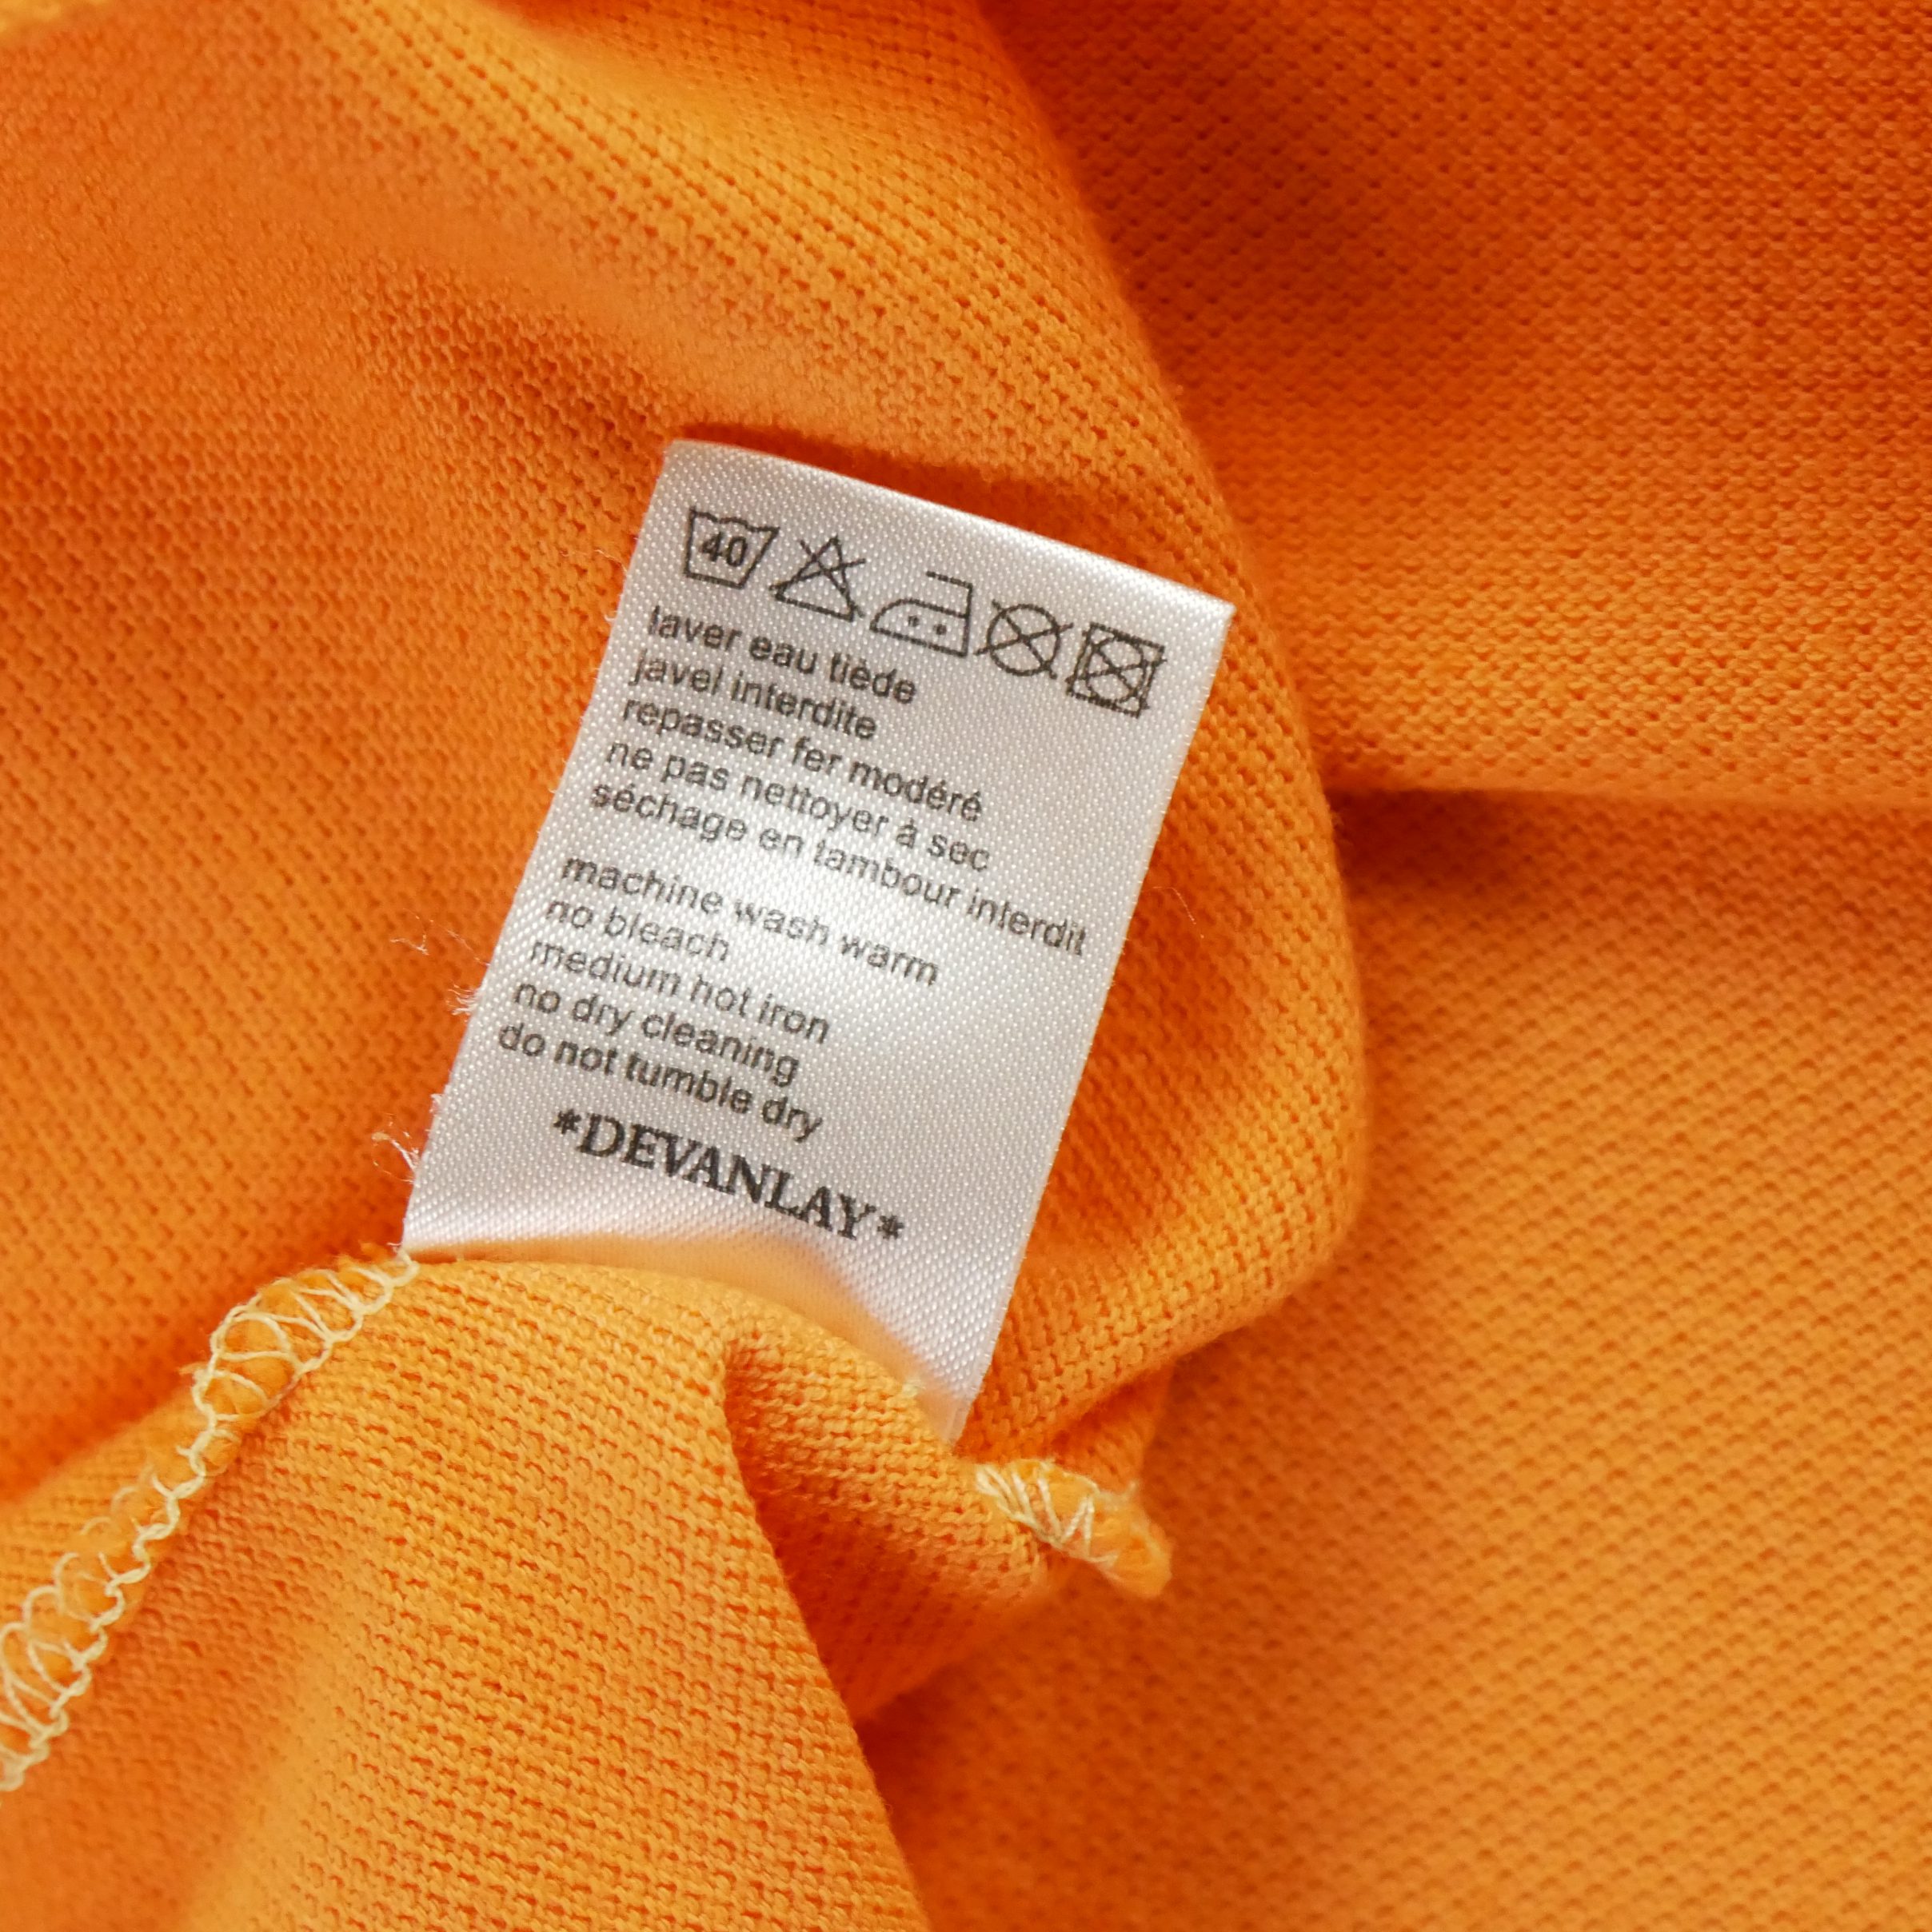 40
laver eau tiède
javel interdite
repasser fer modéré
ne pas nettoyer à sec
séchage en tambour interdit
machine wash warm
no bleach
medium hot iron
no dry cleaning
do not tumble dry
*DEVANLAY*